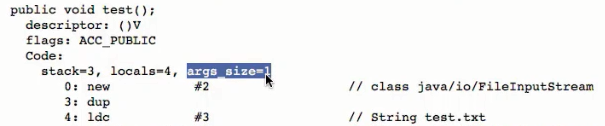 public void test();
descriptor: ()V
flags: ACC_PUBLIC
Code:
stack=3, locals=4, args_size=1
0: new #2 // class java/io/FileInputStream
3: dup
4: ldc #3 // String test.txt